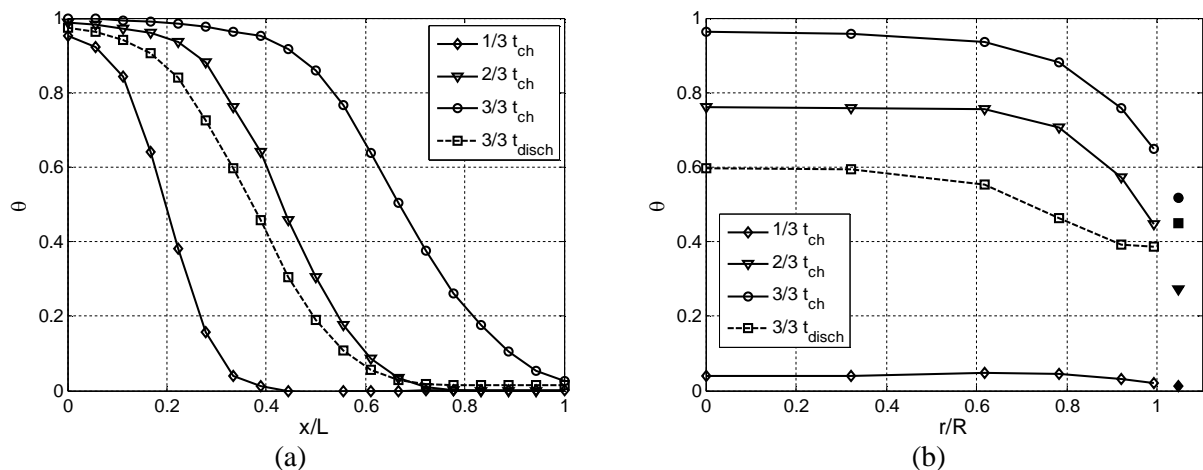 1
0.8
0.6
0.4
0.2
0
θ
0 0.2 0.4 0.6 0.8 1
x/L
1/3 t_ch
2/3 t_ch
3/3 t_ch
3/3 t_disch
(a)
1
0.8
0.6
0.4
0.2
0
θ
0 0.2 0.4 0.6 0.8 1
r/R
1/3 t_ch
2/3 t_ch
3/3 t_ch
3/3 t_disch
(b)